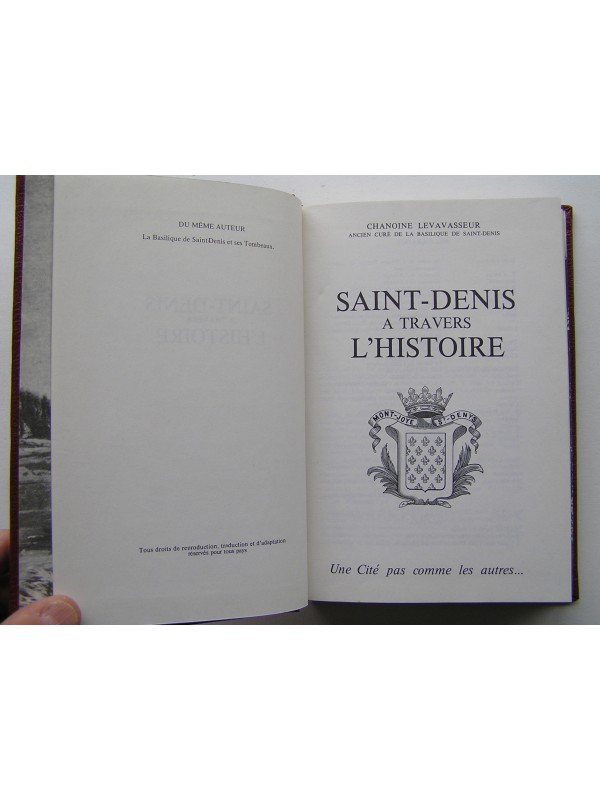 DU MÊME AUTEUR
La Basilique de Saint-Denis et ses Tombeaux.
Tous droits de reproduction, traduction et d'adaptation
réservés pour tous pays
CHANOINE LEVAVASSEUR
ANCIEN CURÉ DE LA BASILIQUE DE SAINT-DENIS
SAINT-DENIS
A TRAVERS
L'HISTOIRE
MONT-JOYE ST-DENYS
Une Cité pas comme les autres...